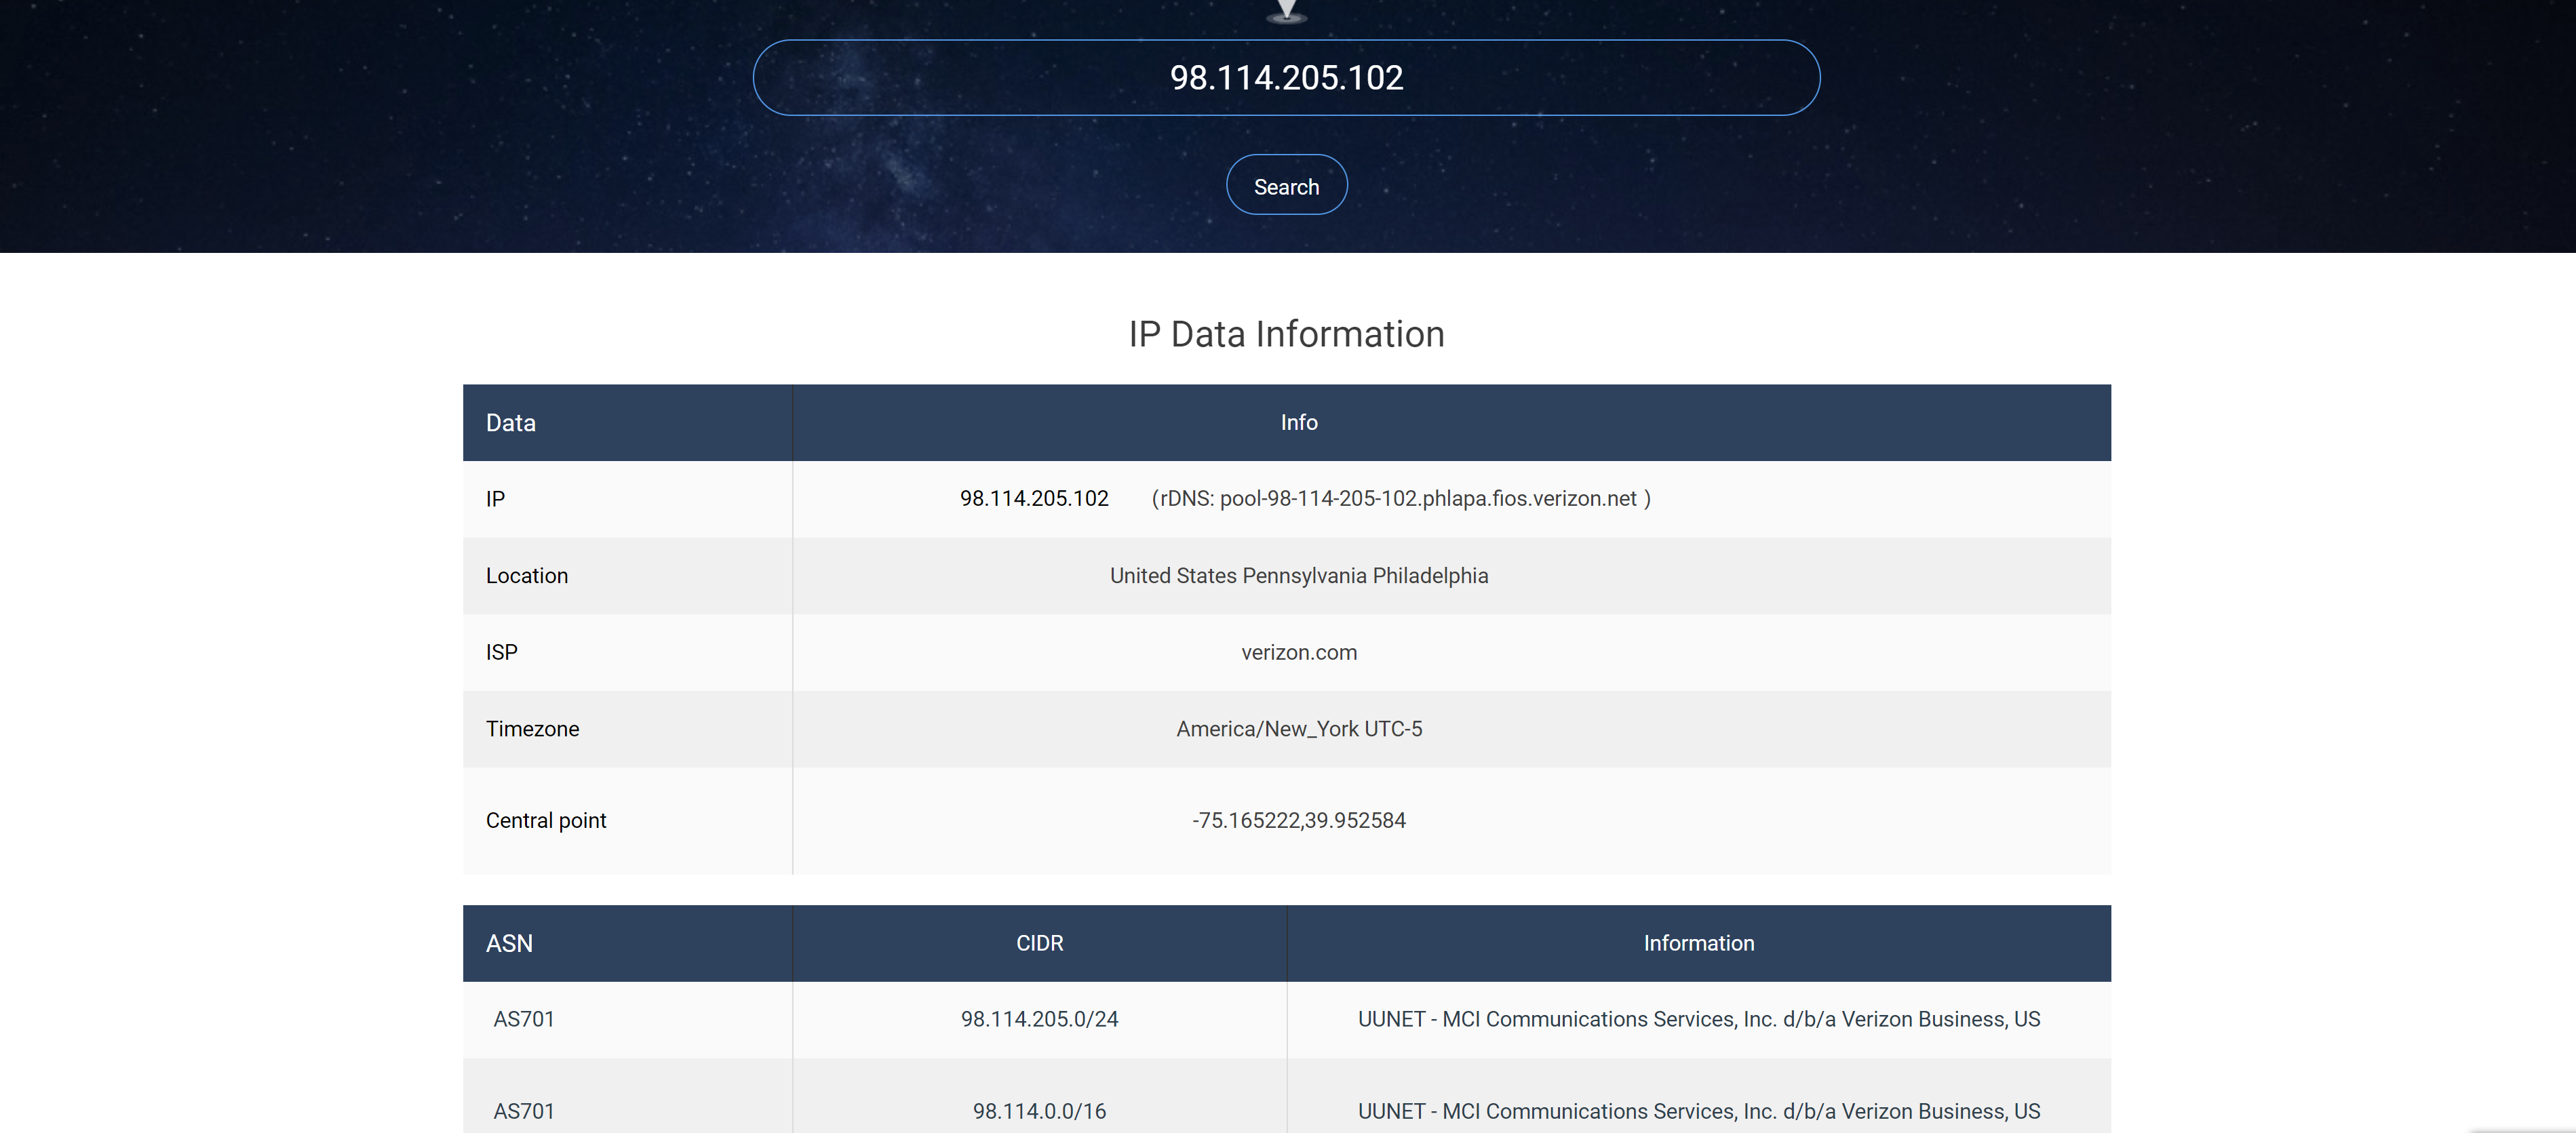 98.114.205.102
Search
IP Data Information
Data Info
IP 98.114.205.102 (rDNS: pool-98-114-205-102.phlapa.fios.verizon.net )
Location United States Pennsylvania Philadelphia
ISP verizon.com
Timezone America/New_York UTC-5
Central point -75.165222,39.952584
ASN CIDR Information
AS701 98.114.205.0/24 UUNET - MCI Communications Services, Inc. d/b/a Verizon Business, US
AS701 98.114.0.0/16 UUNET - MCI Communications Services, Inc. d/b/a Verizon Business, US